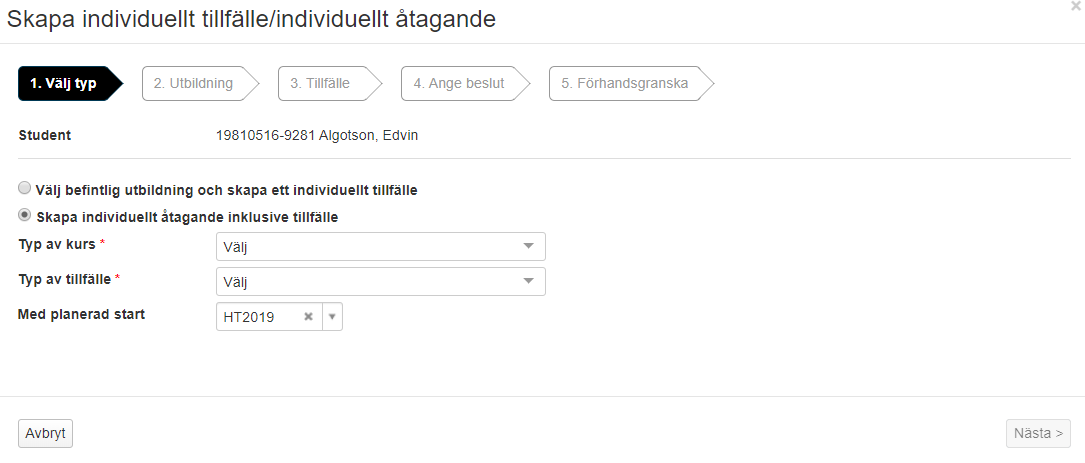 Skapa individuellt tillfälle/individuellt åtagande
×
1. Välj typ 2. Utbildning 3. Tillfälle 4. Ange beslut 5. Förhandsgranska
Student 19810516-9281 Algotson, Edvin
Välj befintlig utbildning och skapa ett individuellt tillfälle
Skapa individuellt åtagande inklusive tillfälle
Typ av kurs * Välj
Typ av tillfälle * Välj
Med planerad start HT2019 ×
Avbryt Nästa >